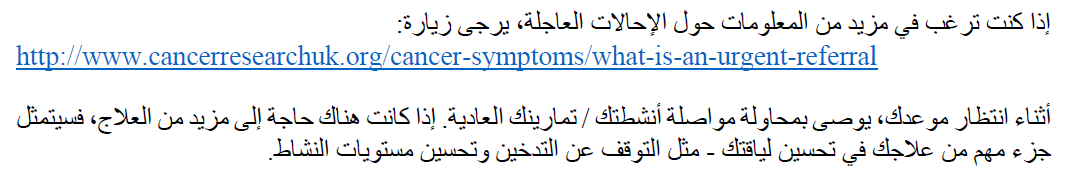 إذا كنت ترغب في مزيد من المعلومات حول الإحالات العاجلة، يرجى زيارة:
http://www.cancerresearchuk.org/cancer-symptoms/what-is-an-urgent-referral
أثناء انتظار موعدك، يوصى بمحاولة مواصلة أنشطتك / تمارينك العادية. إذا كانت هناك حاجة إلى مزيد من العلاج، فسيتمثل
جزء مهم من علاجك في تحسين لياقتك - مثل التوقف عن التدخين وتحسين مستويات النشاط.